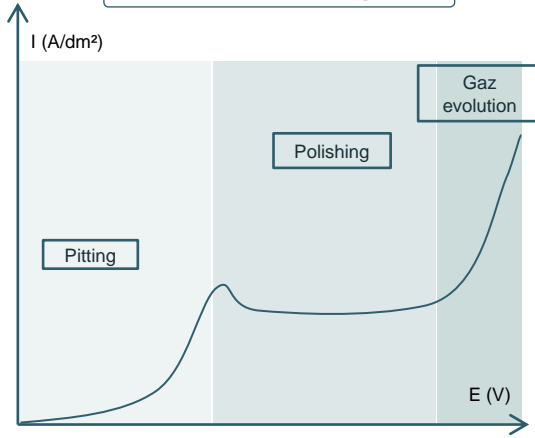 I (A/dm²)
Gaz
evolution
Polishing
Pitting
E (V)